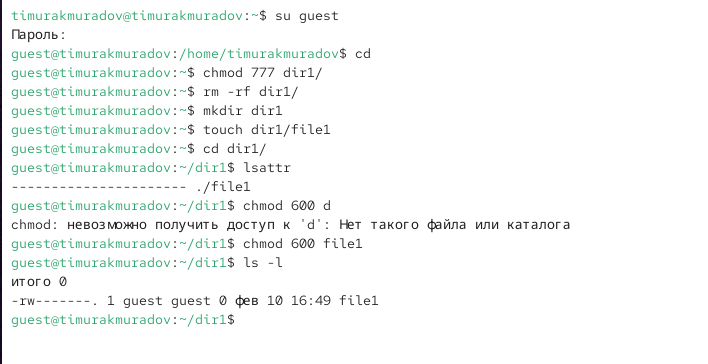 timurakmuradov@timurakmuradov:~$ su guest
Пароль:
guest@timurakmuradov:/home/timurakmuradov$ cd
guest@timurakmuradov:~$ chmod 777 dir1/
guest@timurakmuradov:~$ rm -rf dir1/
guest@timurakmuradov:~$ mkdir dir1
guest@timurakmuradov:~$ touch dir1/file1
guest@timurakmuradov:~$ cd dir1/
guest@timurakmuradov:~/dir1$ lsattr
---------------------- ./file1
guest@timurakmuradov:~/dir1$ chmod 600 d
chmod: невозможно получить доступ к 'd': Нет такого файла или каталога
guest@timurakmuradov:~/dir1$ chmod 600 file1
guest@timurakmuradov:~/dir1$ ls -l
итого 0
-rw-------. 1 guest guest 0 фев 10 16:49 file1
guest@timurakmuradov:~/dir1$